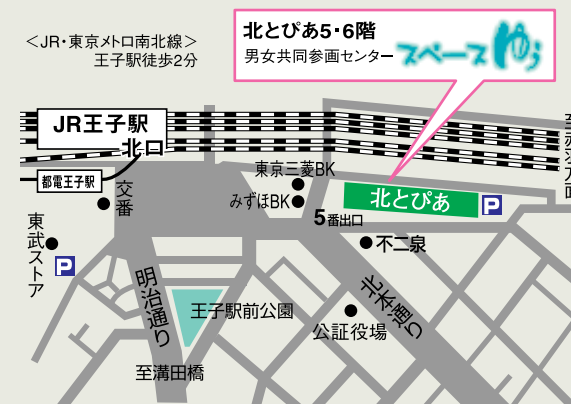 北とぴあ5・6階
男女共同参画センター スペースゆう
＜JR・東京メトロ南北線＞
王子駅徒歩2分
JR王子駅
北口
都電王子駅
交番
東武ストア
P
東京三菱BK
みずほBK
5番出口
北とぴあ
P
不二泉
明治通り
王子駅前公園
至溝田橋
北本通り
公証役場
至赤羽方面